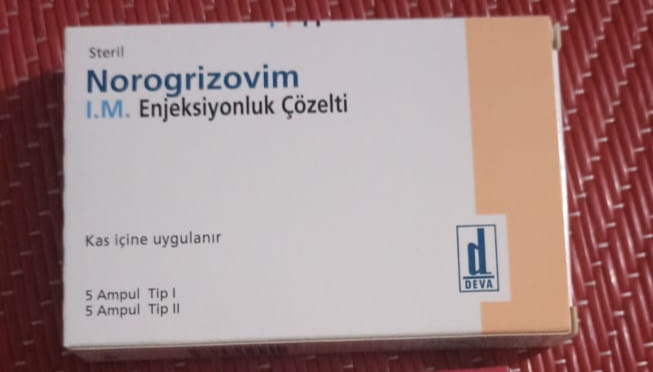 Steril
Norogrizovim
I.M. Enjeksiyonluk Çözelti
Kas içine uygulanır
5 Ampul Tip I
5 Ampul Tip II
d
DEVA